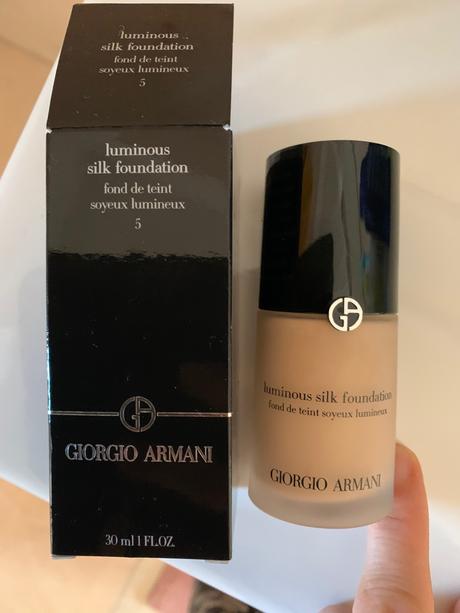 luminous
silk foundation
fond de teint
soyeux lumineux
5
luminous
silk foundation
fond de teint
soyeux lumineux
5
GIORGIO ARMANI
30 ml 1 FL.OZ.
GA
luminous silk foundation
fond de teint soyeux lumineux
GIORGIO ARMANI